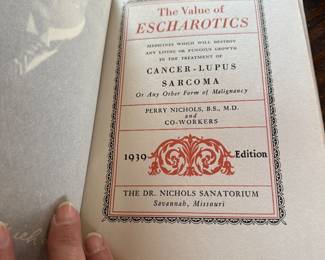 The Value of
ESCHAROTICS
MEDICINES WHICH WILL DESTROY
ANY LIVING OR FUNGOUS GROWTH
IN THE TREATMENT OF
CANCER-LUPUS
SARCOMA
Or Any Other Form of Malignancy
PERRY NICHOLS, B.S., M.D.
and
CO-WORKERS
1939 Edition
THE DR. NICHOLS SANATORIUM
Savannah, Missouri